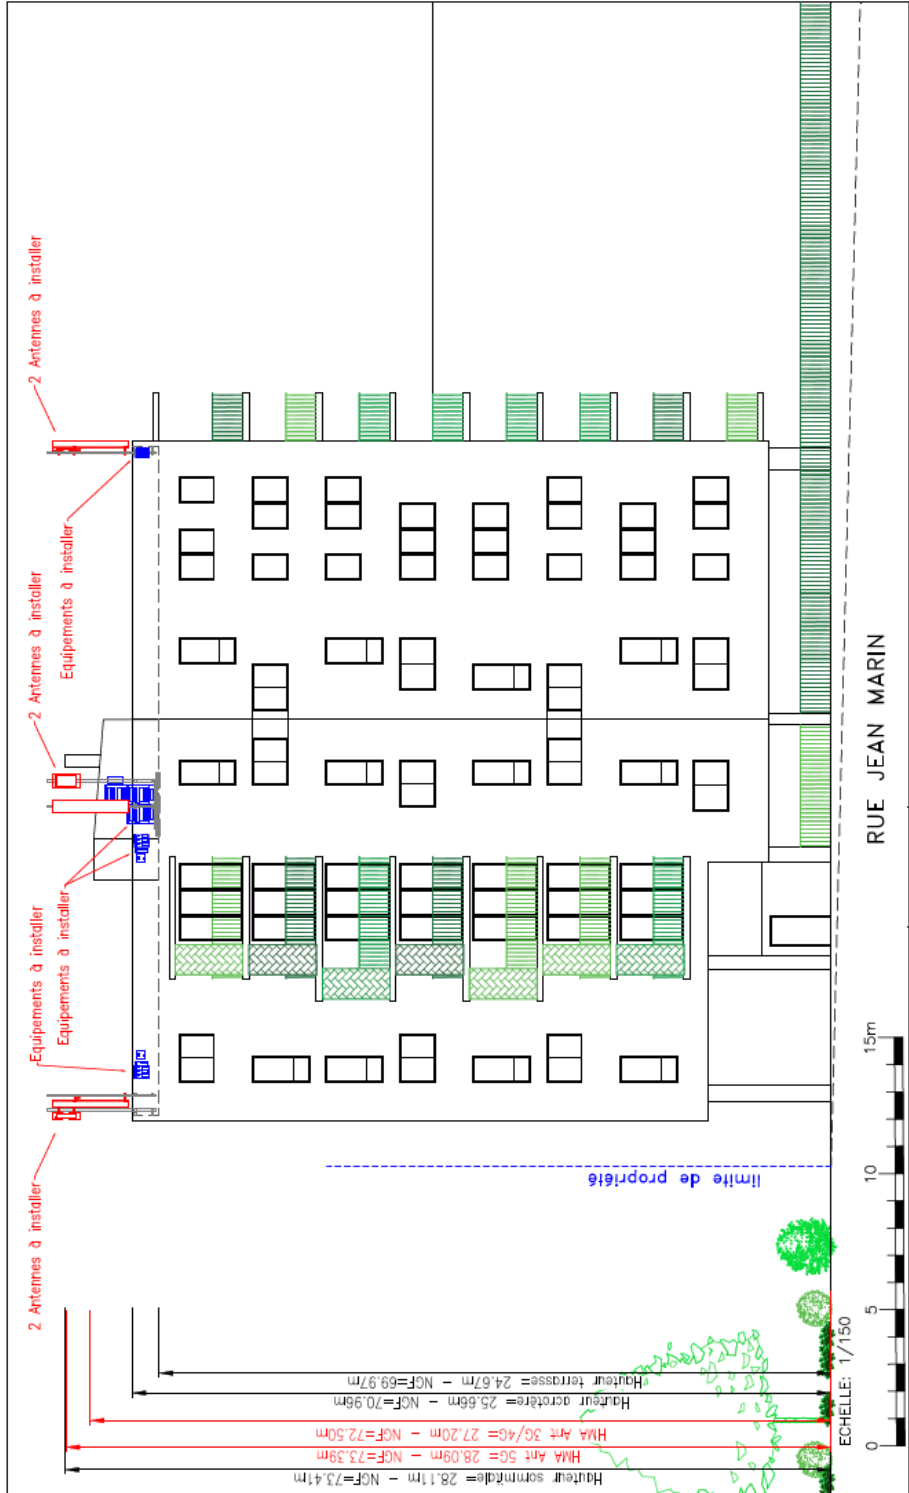 2 Antennes à installer
Equipements à installer
Equipements à installer
2 Antennes à installer
Equipements à installer
2 Antennes à installer
Hauteur sommitale= 28.11m - NGF=73.41m
HMA Ant 5G= 28.09m - NGF=73.39m
HMA Ant 3G/4G= 27.20m - NGF=72.50m
Hauteur acrotère= 25.66m - NGF=70.96m
Hauteur terrasse= 24.67m - NGF=69.97m
limite de propriété
RUE JEAN MARIN
ECHELLE: 1/150
0 5 10 15m